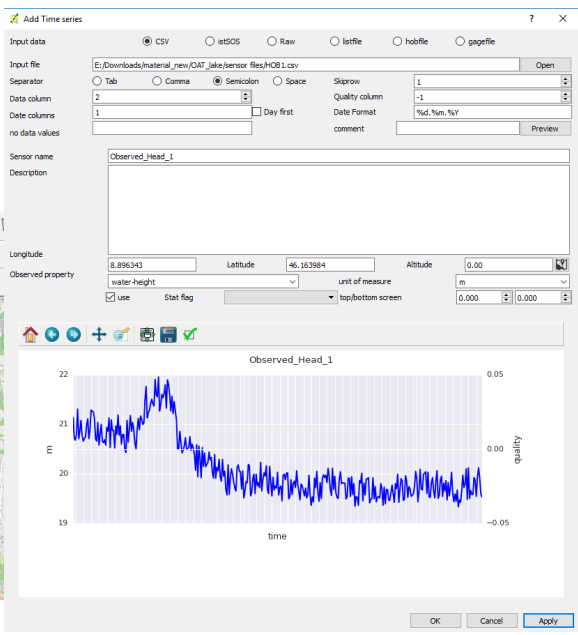 Add Time series ? ×
Input data CSV istSOS Raw listfile hobfile gagefile
Input file E:/Downloads/material_new/OAT_lake/sensor files/HOB1.csv Open
Separator Tab Comma Semicolon Space Skiprow 1
Data column 2 Quality column -1
Date columns 1 Day first Date Format %d.%m.%Y
no data values comment Preview
Sensor name Observed_Head_1
Description
Longitude 8.896343 Latitude 46.163984 Altitude 0.00
Observed property water-height unit of measure m
use Stat flag top/bottom screen 0.000 0.000
Observed_Head_1
22 0.05
21
m 0.00 quality
20
19 −0.05
time
OK Cancel Apply